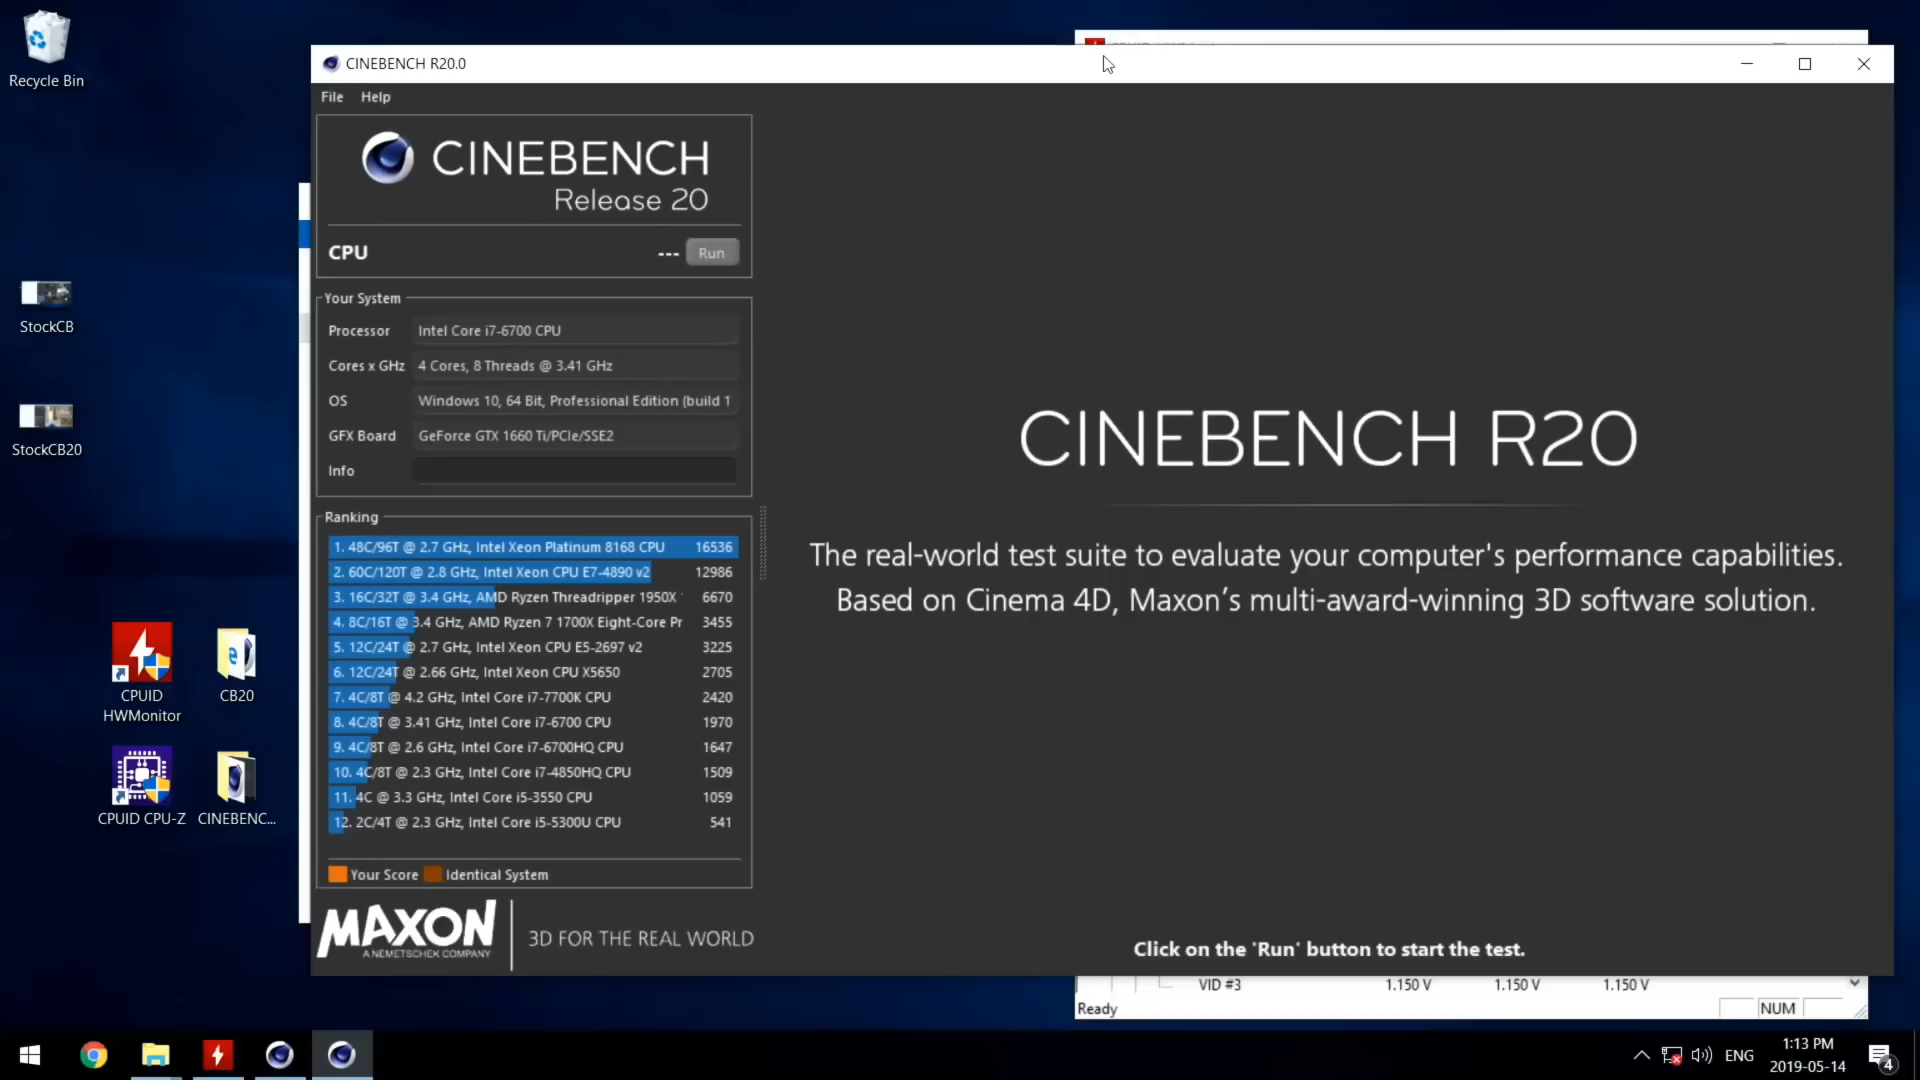 Recycle Bin
StockCB
StockCB20
CPUID
HWMonitor
CB20
CPUID CPU-Z
CINEBENC...
CINEBENCH R20.0
File Help
CINEBENCH
Release 20
CPU --- Run
Your System
Processor Intel Core i7-6700 CPU
Cores x GHz 4 Cores, 8 Threads @ 3.41 GHz
OS Windows 10, 64 Bit, Professional Edition (build 1
GFX Board GeForce GTX 1660 Ti/PCIe/SSE2
Info
Ranking
1. 48C/96T @ 2.7 GHz, Intel Xeon Platinum 8168 CPU 16536
2. 60C/120T @ 2.8 GHz, Intel Xeon CPU E7-4890 v2 12986
3. 16C/32T @ 3.4 GHz, AMD Ryzen Threadripper 1950X 6670
4. 8C/16T @ 3.4 GHz, AMD Ryzen 7 1700X Eight-Core Pr 3455
5. 12C/24T @ 2.7 GHz, Intel Xeon CPU E5-2697 v2 3225
6. 12C/24T @ 2.66 GHz, Intel Xeon CPU X5650 2705
7. 4C/8T @ 4.2 GHz, Intel Core i7-7700K CPU 2420
8. 4C/8T @ 3.41 GHz, Intel Core i7-6700 CPU 1970
9. 4C/8T @ 2.6 GHz, Intel Core i7-6700HQ CPU 1647
10. 4C/8T @ 2.3 GHz, Intel Core i7-4850HQ CPU 1509
11. 4C @ 3.3 GHz, Intel Core i5-3550 CPU 1059
12. 2C/4T @ 2.3 GHz, Intel Core i5-5300U CPU 541
Your Score Identical System
MAXON
A NEMETSCHEK COMPANY
3D FOR THE REAL WORLD
CINEBENCH R20
The real-world test suite to evaluate your computer's performance capabilities.
Based on Cinema 4D, Maxon's multi-award-winning 3D software solution.
Click on the 'Run' button to start the test.
VID #3 1.150 V 1.150 V 1.150 V
Ready NUM
ENG
1:13 PM
2019-05-14
4